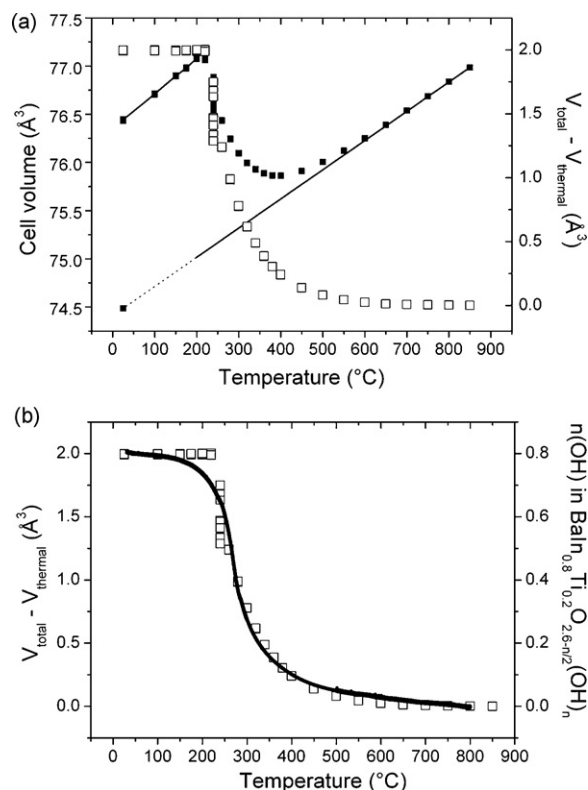 (a)
77.5
77.0
76.5
76.0
75.5
75.0
74.5
Cell volume (Å³)
2.0
1.5
1.0
0.5
0.0
V_total - V_thermal (Å³)
0 100 200 300 400 500 600 700 800 900
Temperature (°C)
(b)
2.0
1.5
1.0
0.5
0.0
V_total - V_thermal (Å³)
0.8
0.6
0.4
0.2
0.0
n(OH) in BaIn_0.8Ti_0.2O_2.6-n/2(OH)_n
0 100 200 300 400 500 600 700 800 900
Temperature (°C)